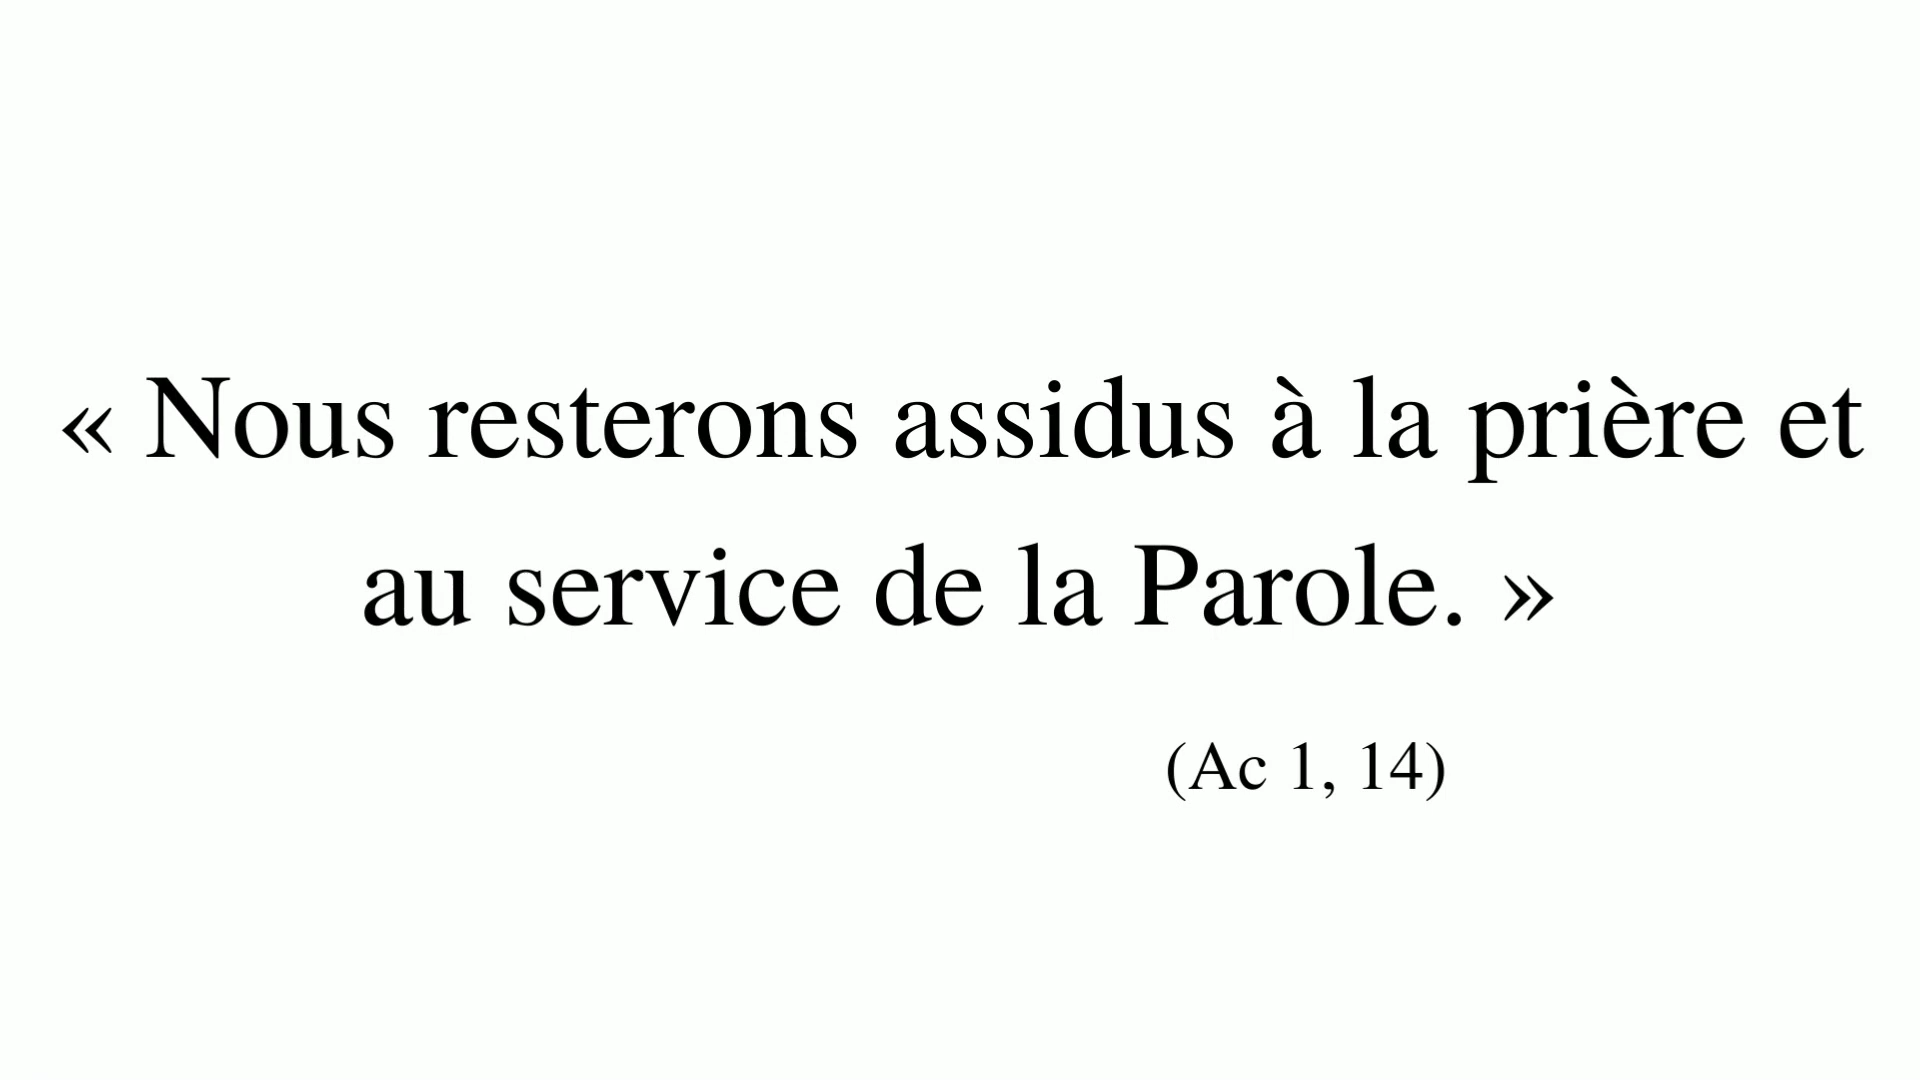 « Nous resterons assidus à la prière et
au service de la Parole. »
(Ac 1, 14)